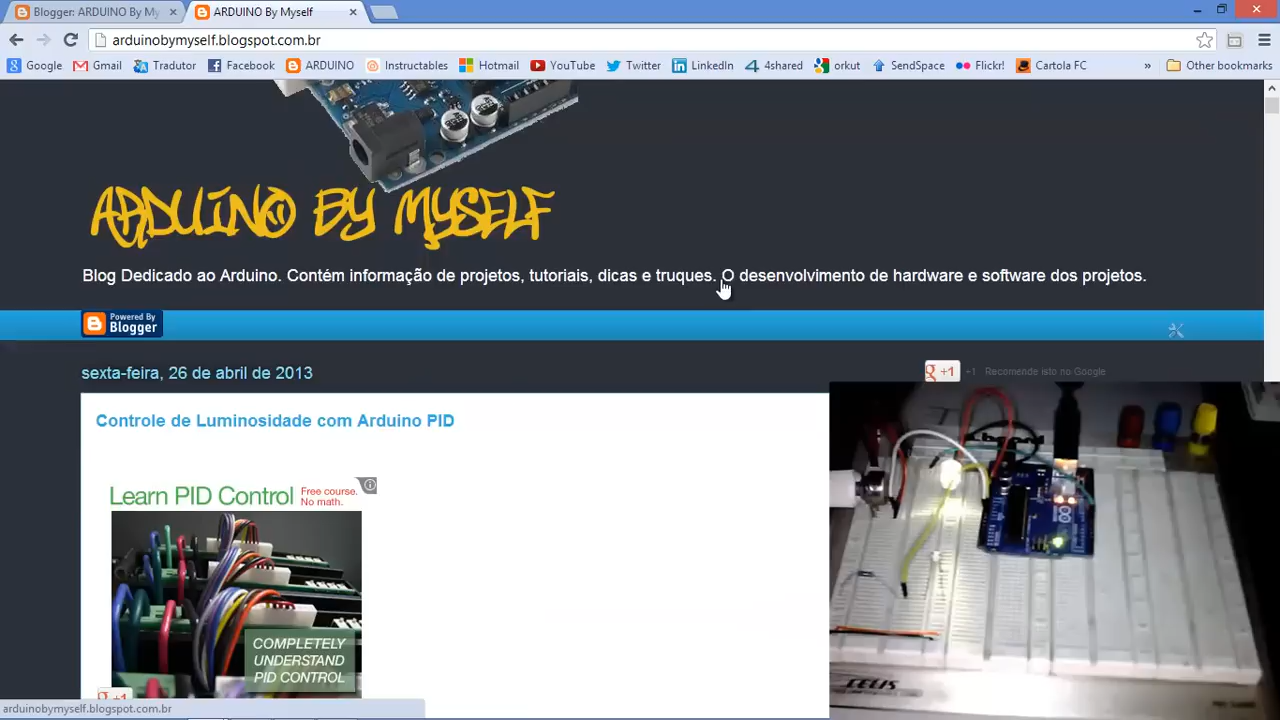 Blogger: ARDUINO By My
ARDUINO By Myself
arduinobymyself.blogspot.com.br
Google Gmail Tradutor Facebook ARDUINO Instructables Hotmail YouTube Twitter LinkedIn 4shared orkut SendSpace Flickr! Cartola FC » Other bookmarks
ARDUINO BY MYSELF
Blog Dedicado ao Arduino. Contém informação de projetos, tutoriais, dicas e truques. O desenvolvimento de hardware e software dos projetos.
Powered By
Blogger
sexta-feira, 26 de abril de 2013
g +1 +1 Recomende isto no Google
Controle de Luminosidade com Arduino PID
Learn PID Control
Free course.
No math.
COMPLETELY
UNDERSTAND
PID CONTROL
g +1
arduinobymyself.blogspot.com.br